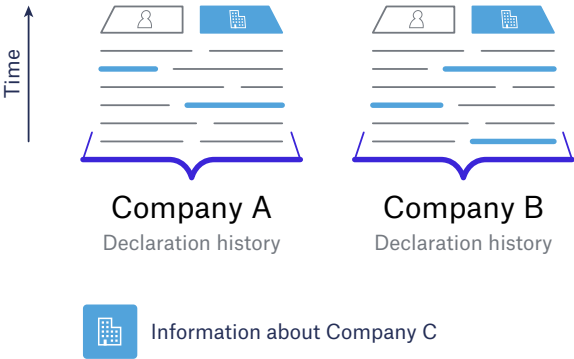 Time
Company A
Declaration history
Company B
Declaration history
Information about Company C